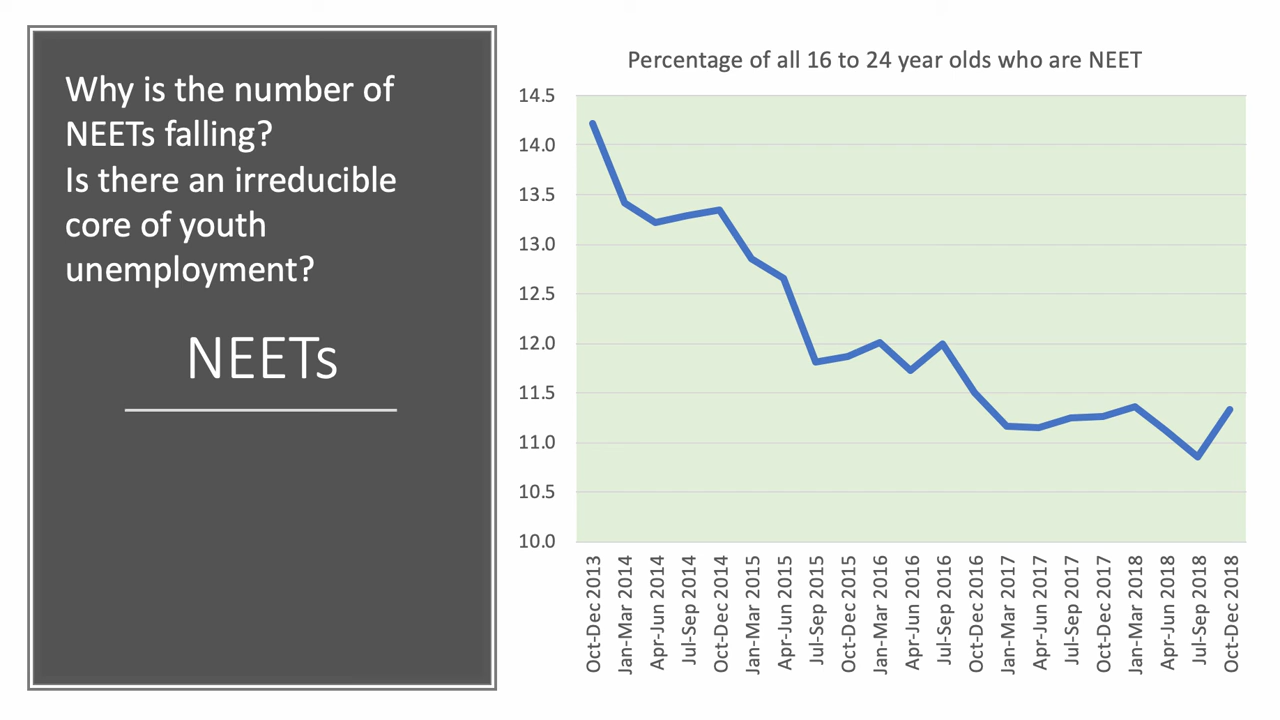 Why is the number of
NEETs falling?
Is there an irreducible
core of youth
unemployment?
NEETs
Percentage of all 16 to 24 year olds who are NEET
14.5
14.0
13.5
13.0
12.5
12.0
11.5
11.0
10.5
10.0
Oct-Dec 2013
Jan-Mar 2014
Apr-Jun 2014
Jul-Sep 2014
Oct-Dec 2014
Jan-Mar 2015
Apr-Jun 2015
Jul-Sep 2015
Oct-Dec 2015
Jan-Mar 2016
Apr-Jun 2016
Jul-Sep 2016
Oct-Dec 2016
Jan-Mar 2017
Apr-Jun 2017
Jul-Sep 2017
Oct-Dec 2017
Jan-Mar 2018
Apr-Jun 2018
Jul-Sep 2018
Oct-Dec 2018